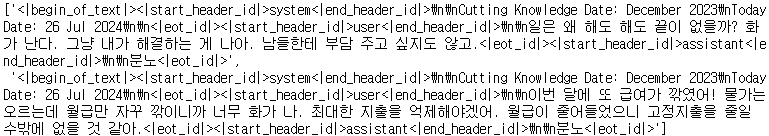 ['<|begin_of_text|><|start_header_id|>system<|end_header_id|>₩n₩nCutting Knowledge Date: December 2023₩nToday
Date: 26 Jul 2024₩n₩n<|eot_id|><|start_header_id|>user<|end_header_id|>₩n₩n일은 왜 해도 해도 끝이 없을까? 화
가 난다. 그냥 내가 해결하는 게 나아. 남들한테 부담 주고 싶지도 않고.<|eot_id|><|start_header_id|>assistant<|e
nd_header_id|>₩n₩n분노<|eot_id|>',
'<|begin_of_text|><|start_header_id|>system<|end_header_id|>₩n₩nCutting Knowledge Date: December 2023₩nToday
Date: 26 Jul 2024₩n₩n<|eot_id|><|start_header_id|>user<|end_header_id|>₩n₩n이번 달에 또 급여가 깎였어! 물가는
오르는데 월급만 자꾸 깎이니까 너무 화가 나. 최대한 지출을 억제해야겠어. 월급이 줄어들었으니 고정지출을 줄일
수밖에 없을 것 같아.<|eot_id|><|start_header_id|>assistant<|end_header_id|>₩n₩n분노<|eot_id|>']